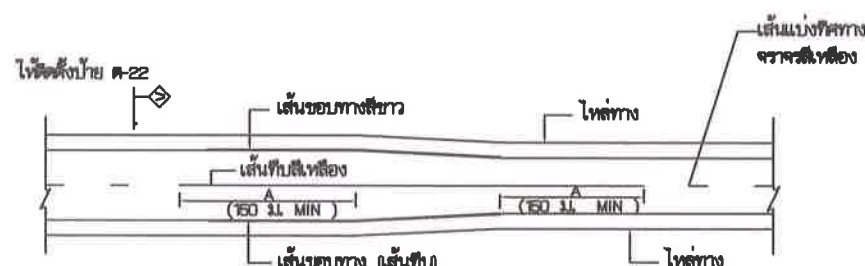 เส้นแบ่งทิศทาง
จราจรสีเหลือง
ให้ติดตั้งป้าย ต-22
เส้นขอบทางสีขาว
ไหล่ทาง
เส้นทึบสีเหลือง
A
(150 ม. MIN )
A
(150 ม. MIN )
เส้นขอบทาง (เส้นทึบ)
ไหล่ทาง